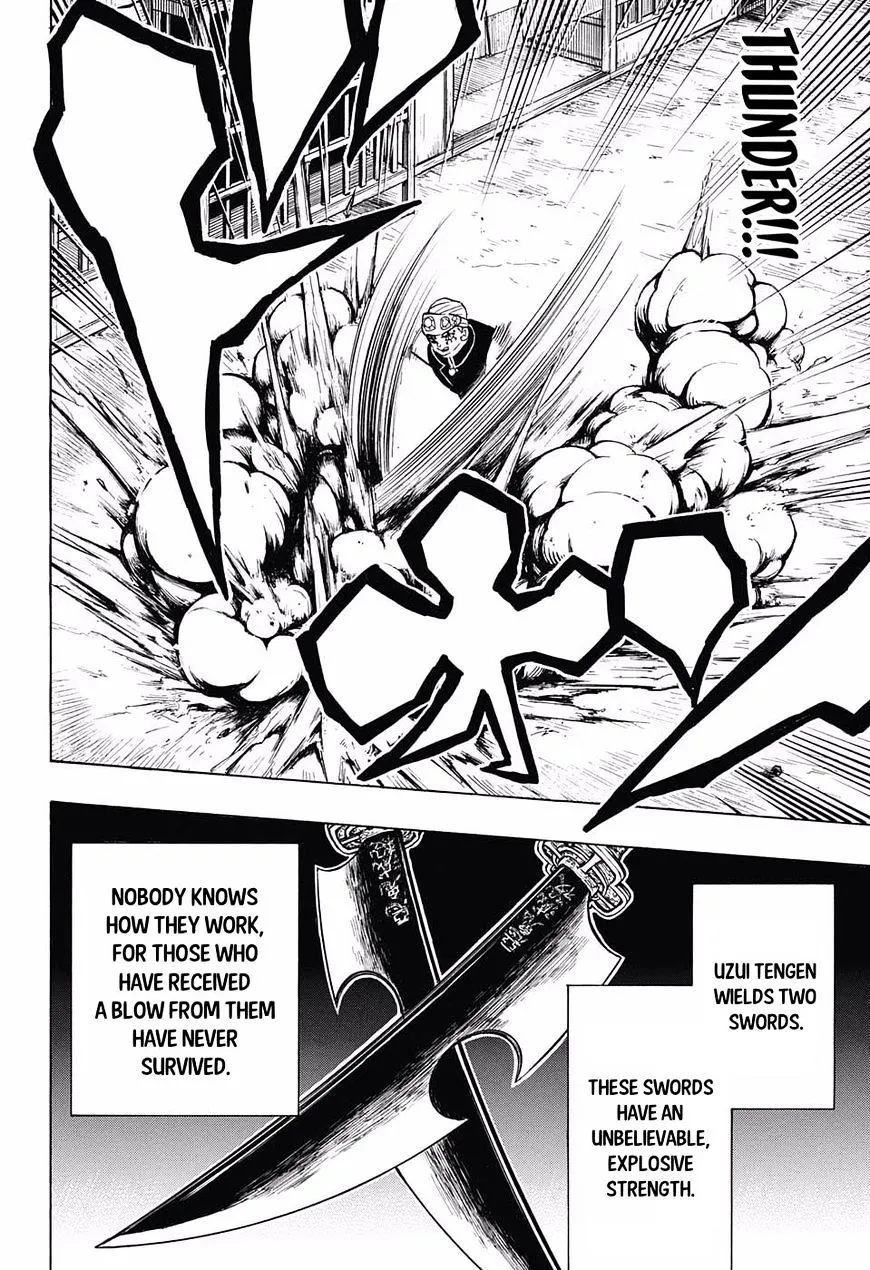 THUNDER!!!
UZUI TENGEN
WIELDS TWO
SWORDS.
THESE SWORDS
HAVE AN
UNBELIEVABLE,
EXPLOSIVE
STRENGTH.
NOBODY KNOWS
HOW THEY WORK,
FOR THOSE WHO
HAVE RECEIVED
A BLOW FROM THEM
HAVE NEVER
SURVIVED.